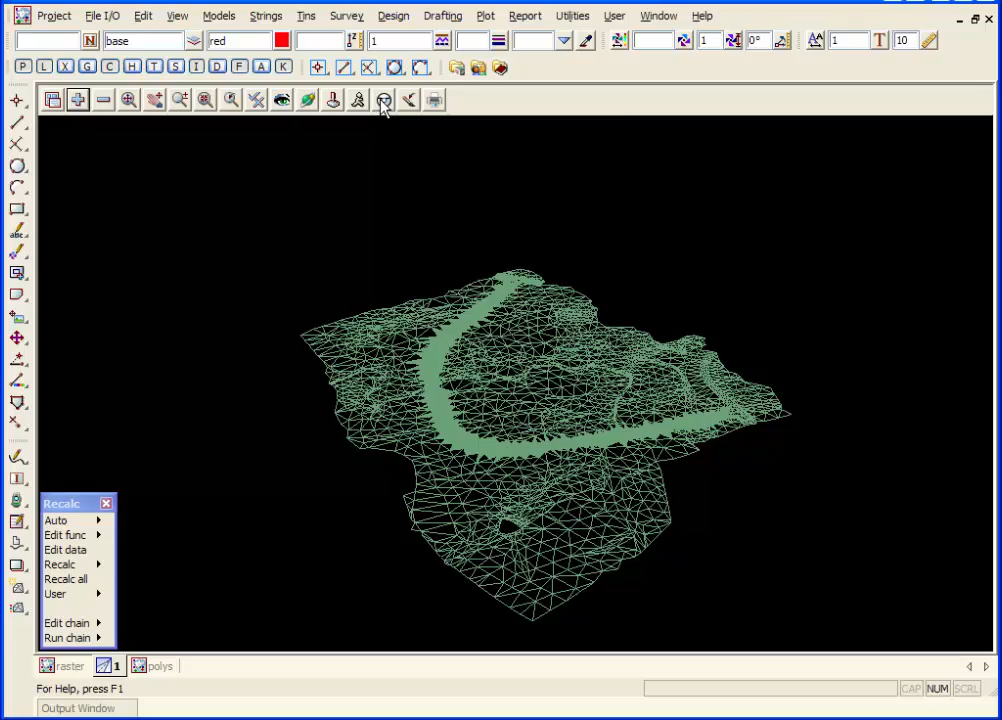 Project File I/O Edit View Models Strings Tins Survey Design Drafting Plot Report Utilities User Window Help
N base red 1 1 0° A 1 T 10
P L X G C H T S I D F A K
abc
Recalc
Auto
Edit func
Edit data
Recalc
Recalc all
User
Edit chain
Run chain
raster 1 polys
For Help, press F1 CAP NUM SCRL
Output Window